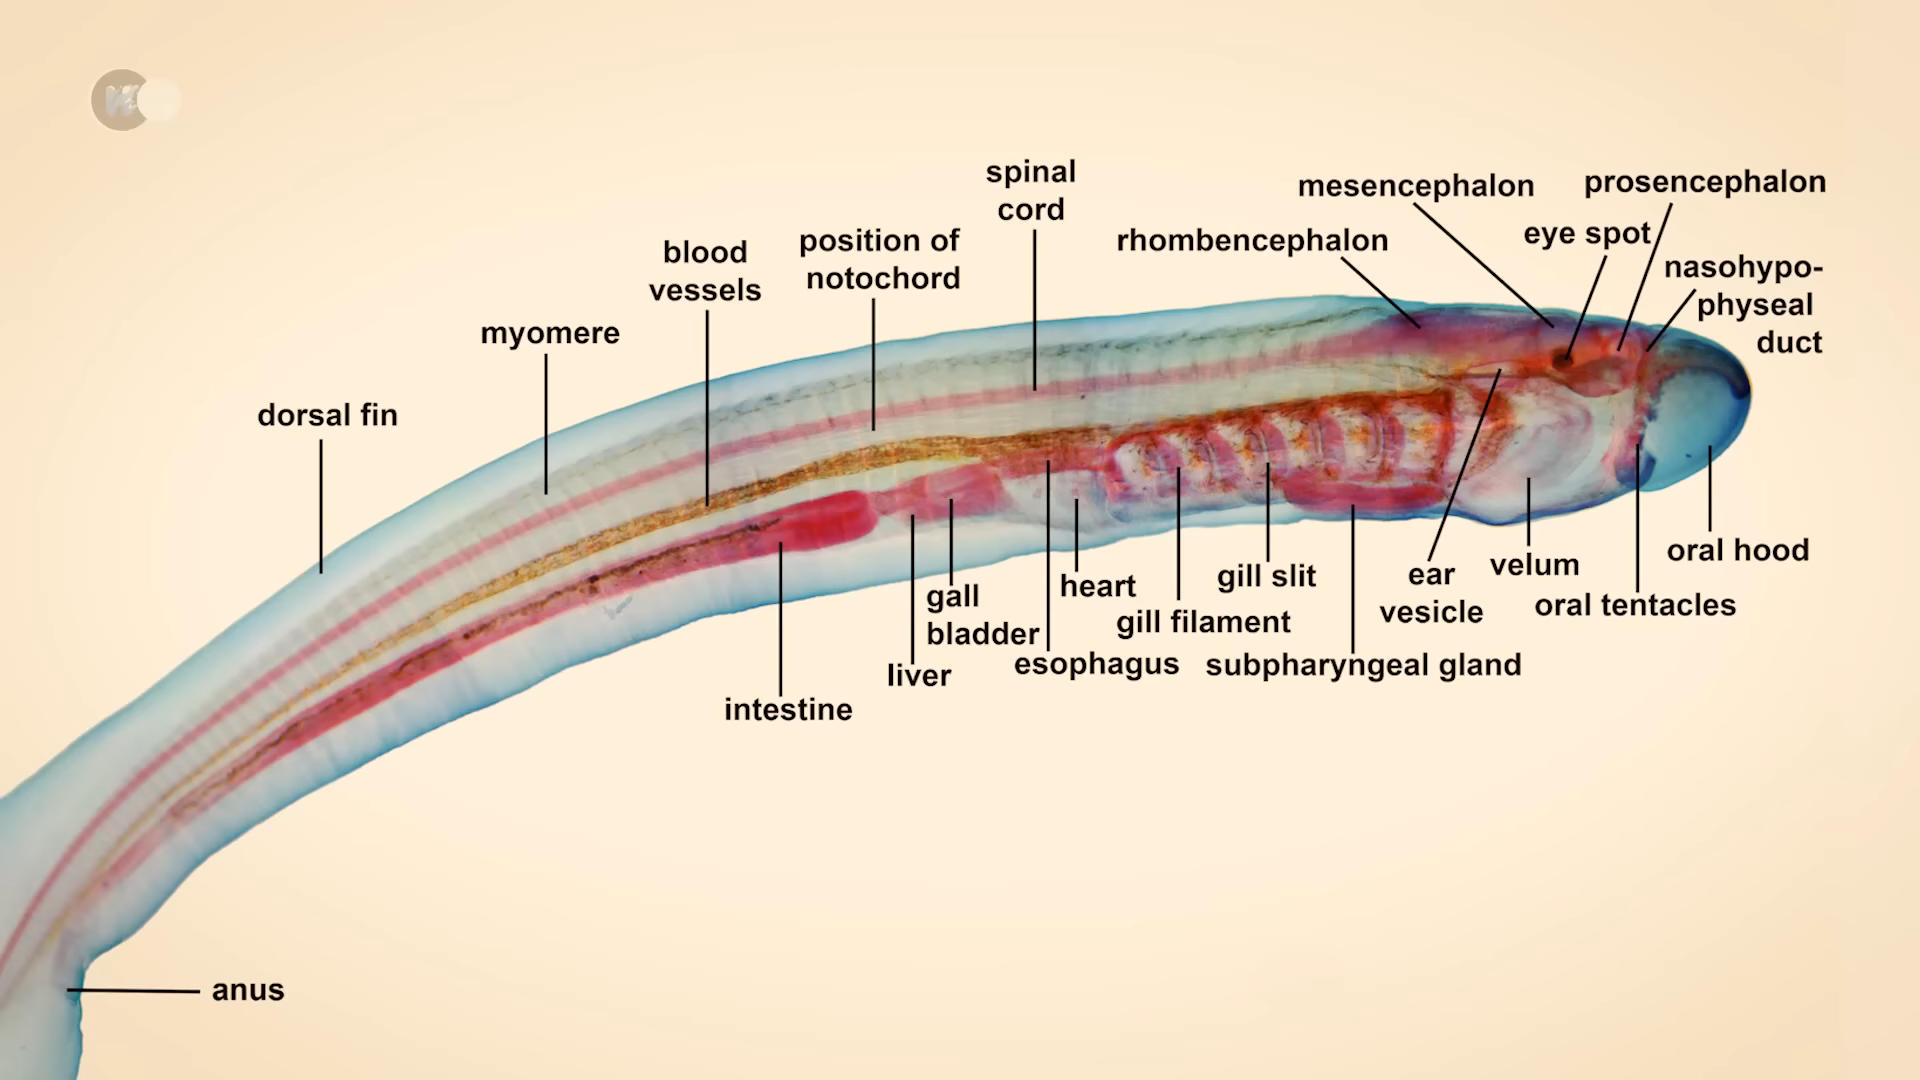 spinal
cord
mesencephalon
prosencephalon
rhombencephalon
eye spot
position of
notochord
blood
vessels
nasohypo-
physeal
duct
myomere
dorsal fin
oral hood
velum
ear
vesicle
oral tentacles
gill slit
heart
gall
bladder
gill filament
esophagus
subpharyngeal gland
liver
intestine
anus